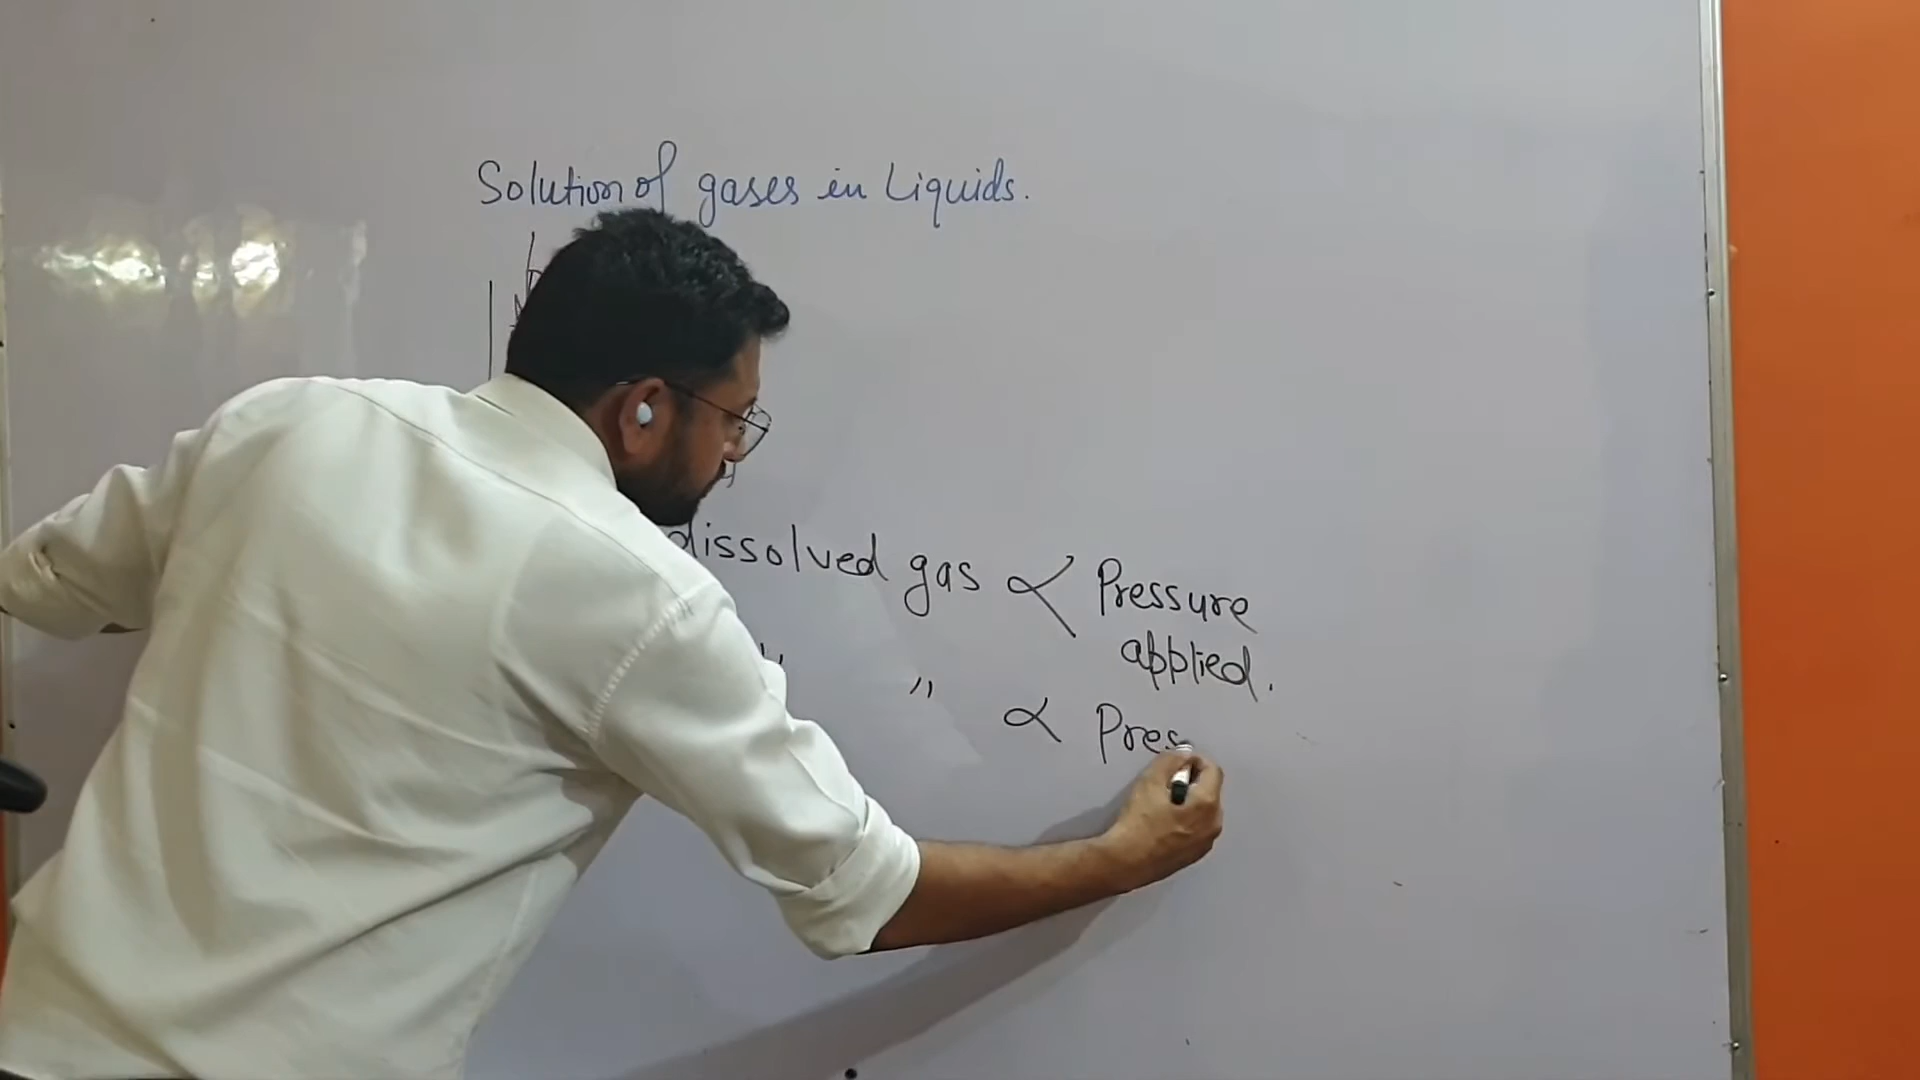 Solution of gases in Liquids.
dissolved gas ∝ Pressure
applied.
" " ∝ Pres